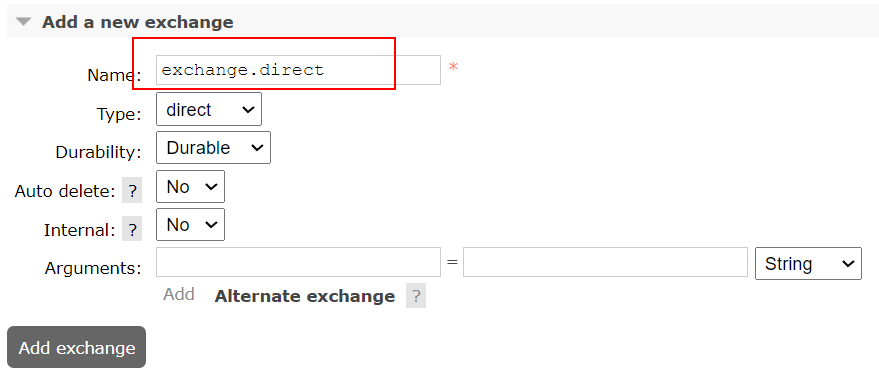 Add a new exchange
Name: exchange.direct *
Type: direct
Durability: Durable
Auto delete: ? No
Internal: ? No
Arguments: = String
Add Alternate exchange ?
Add exchange